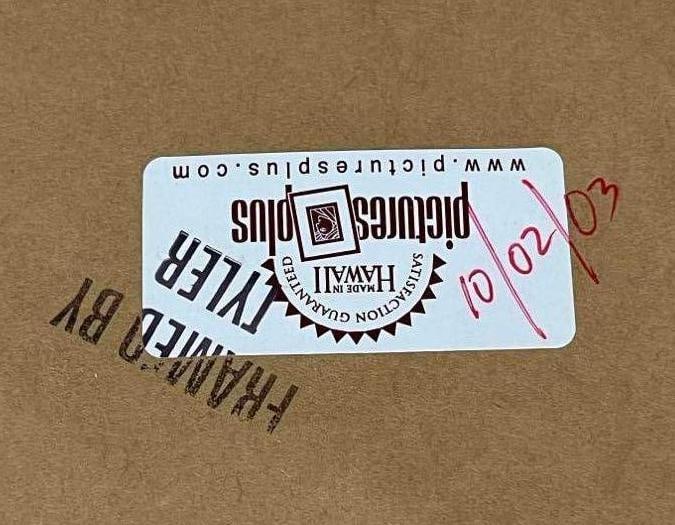 10/02/03
MADE IN
HAWAII
SATISFACTION GUARANTEED
pictures plus
www.picturesplus.com
FRAMED BY
TYLER